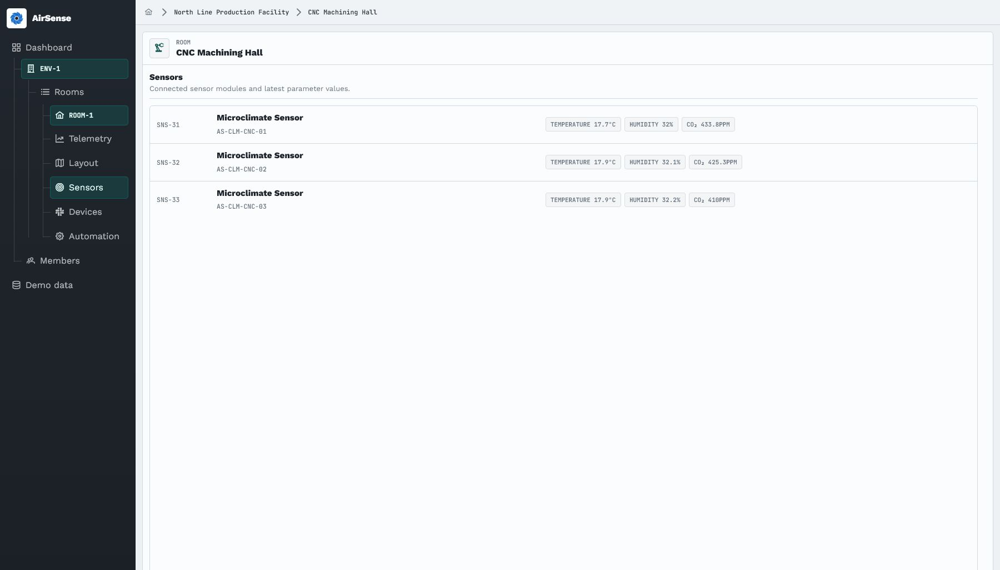 AirSense
Dashboard
ENV-1
Rooms
ROOM-1
Telemetry
Layout
Sensors
Devices
Automation
Members
Demo data
North Line Production Facility
CNC Machining Hall
ROOM
CNC Machining Hall
Sensors
Connected sensor modules and latest parameter values.
SNS-31
Microclimate Sensor
AS-CLM-CNC-01
TEMPERATURE 17.7°C
HUMIDITY 32%
CO₂ 433.8PPM
SNS-32
Microclimate Sensor
AS-CLM-CNC-02
TEMPERATURE 17.9°C
HUMIDITY 32.1%
CO₂ 425.3PPM
SNS-33
Microclimate Sensor
AS-CLM-CNC-03
TEMPERATURE 17.9°C
HUMIDITY 32.2%
CO₂ 410PPM